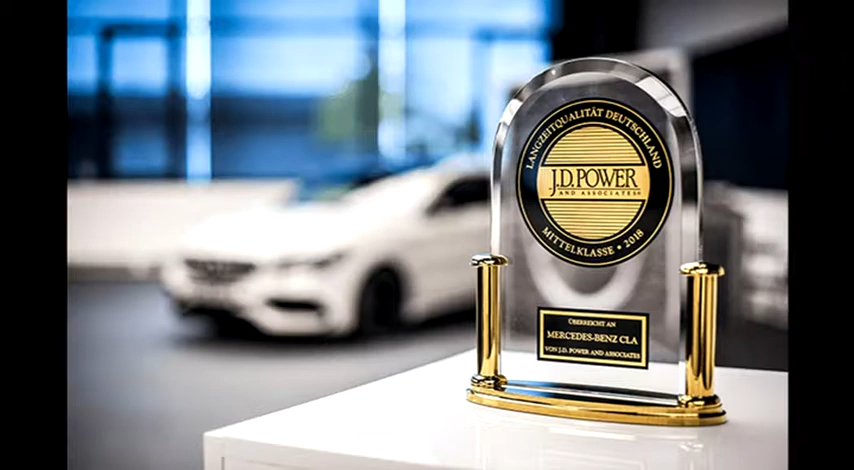 LANGZEITQUALITÄT DEUTSCHLAND
J.D. POWER
AND ASSOCIATES®
MITTELKLASSE • 2018
ÜBERREICHT AN
MERCEDES-BENZ CLA
VON J.D. POWER AND ASSOCIATES